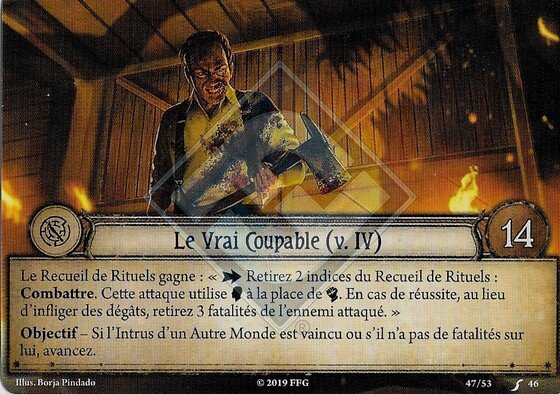 Le Vrai Coupable (v. IV)
14
Le Recueil de Rituels gagne : « Retirez 2 indices du Recueil de Rituels :
Combattre. Cette attaque utilise à la place de . En cas de réussite, au lieu
d'infliger des dégâts, retirez 3 fatalités de l'ennemi attaqué. »
Objectif – Si l'Intrus d'un Autre Monde est vaincu ou s'il n'a pas de fatalités sur
lui, avancez.
Illus. Borja Pindado
© 2019 FFG
47/53
46